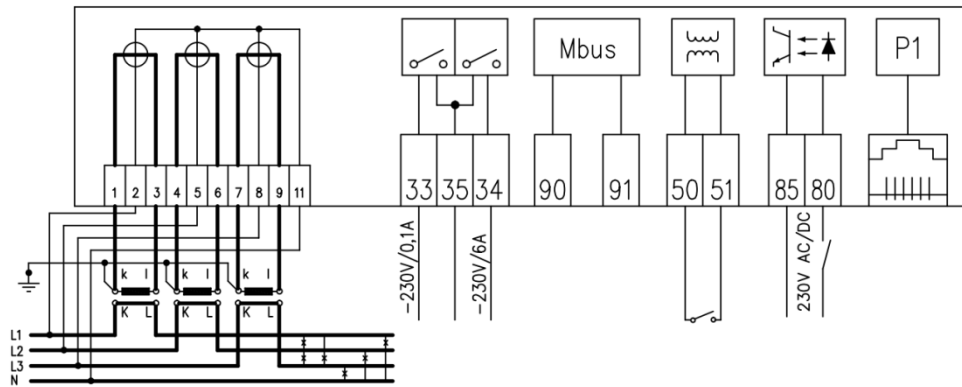 Mbus P1
1 2 3 4 5 6 7 8 9 11
33 35 34 90 91 50 51 85 80
~230V/0,1A
~230V/6A
230V AC/DC
k l k l k l
K L K L K L
L1
L2
L3
N